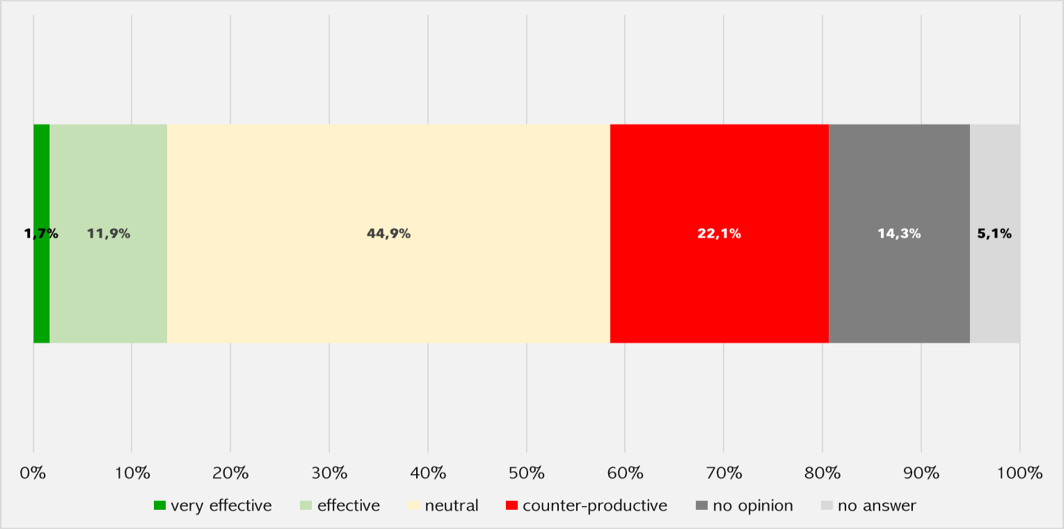 1,7% 11,9% 44,9% 22,1% 14,3% 5,1%
0% 10% 20% 30% 40% 50% 60% 70% 80% 90% 100%
very effective effective neutral counter-productive no opinion no answer